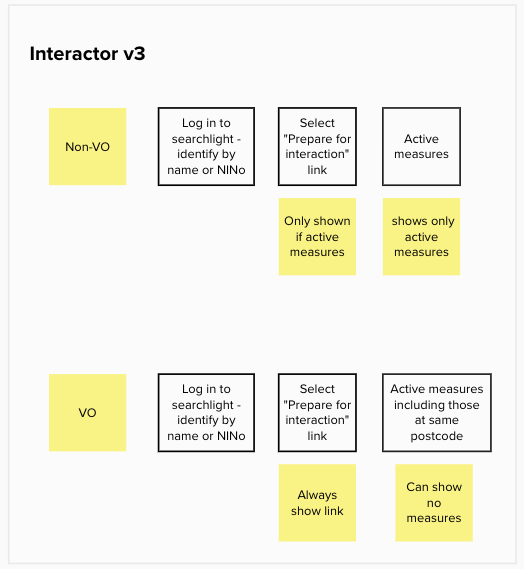 Interactor v3
Non-VO
Log in to
searchlight -
identify by
name or NINo
Select
"Prepare for
interaction"
link
Active
measures
Only shown
if active
measures
shows only
active
measures
VO
Log in to
searchlight -
identify by
name or NINo
Select
"Prepare for
interaction"
link
Active measures
including those
at same
postcode
Always
show link
Can show
no
measures